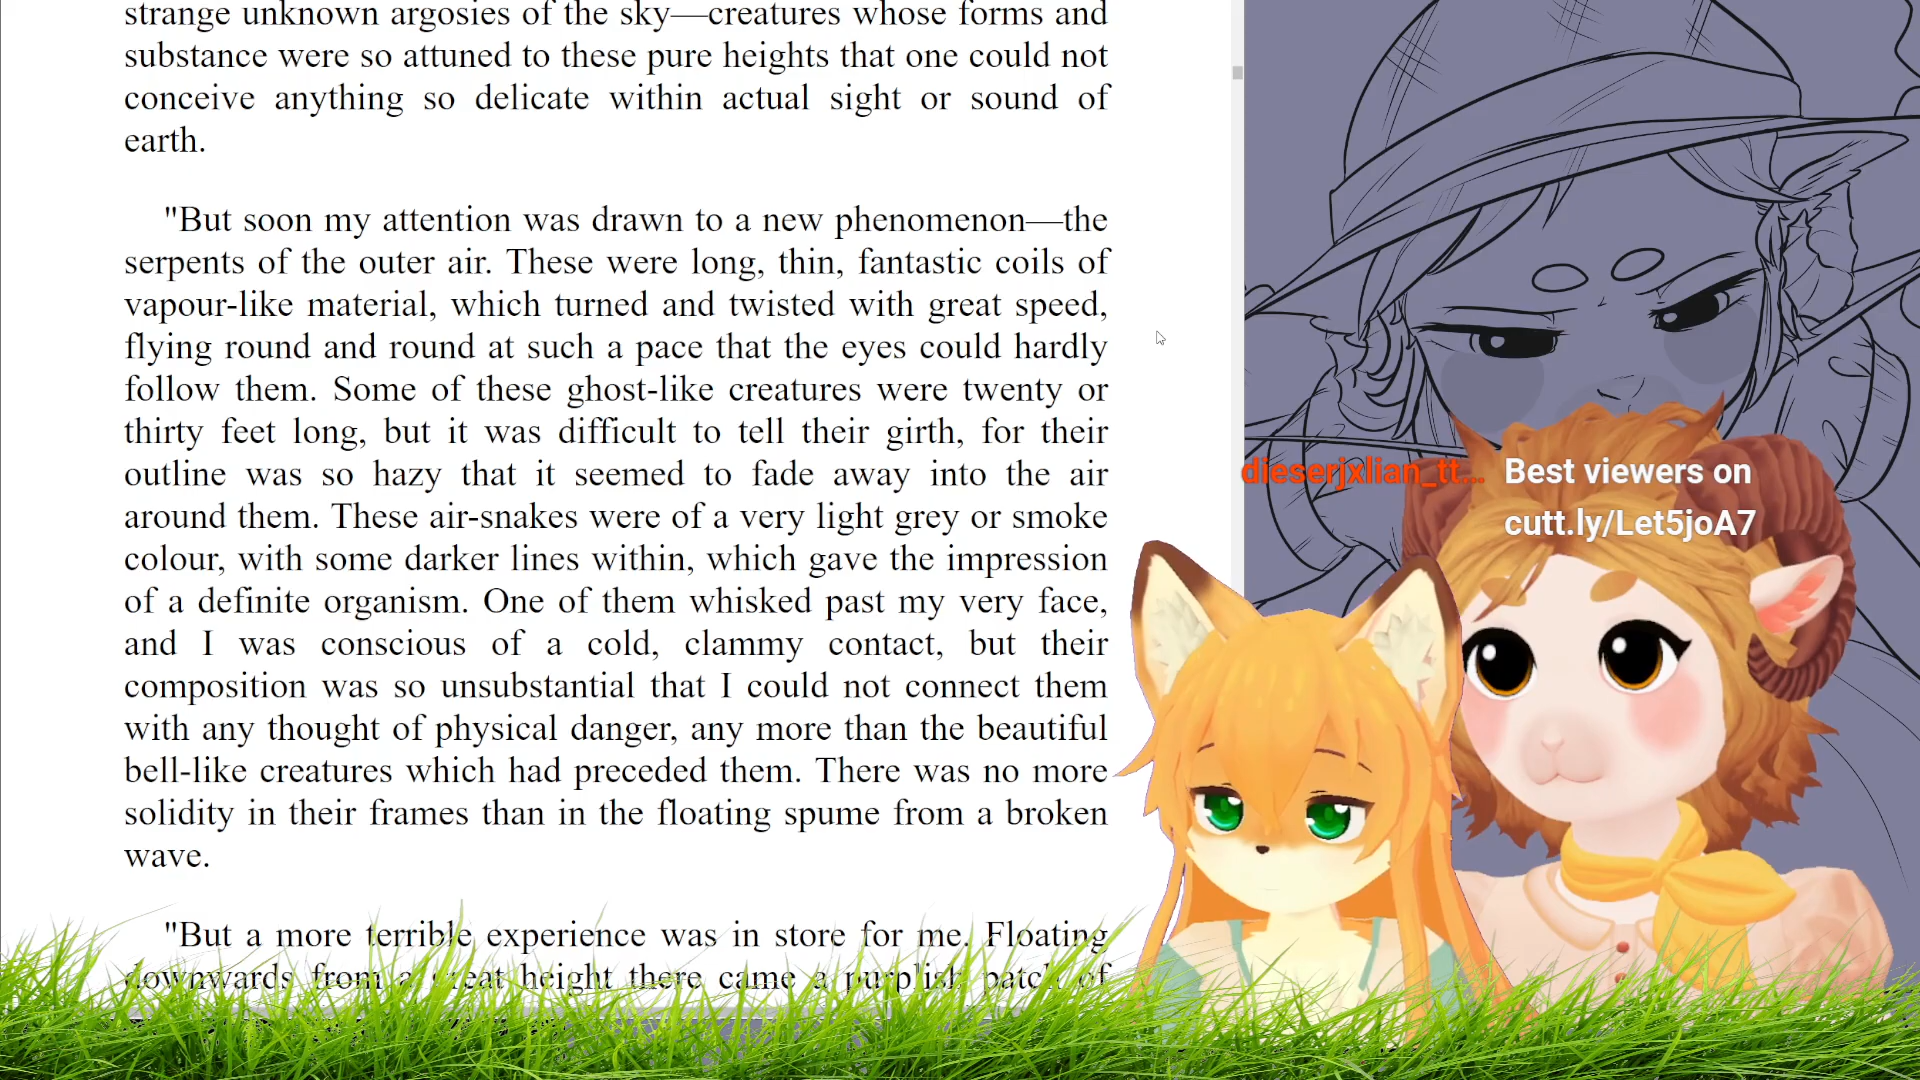 strange unknown argosies of the sky—creatures whose forms and
substance were so attuned to these pure heights that one could not
conceive anything so delicate within actual sight or sound of
earth.
"But soon my attention was drawn to a new phenomenon—the
serpents of the outer air. These were long, thin, fantastic coils of
vapour-like material, which turned and twisted with great speed,
flying round and round at such a pace that the eyes could hardly
follow them. Some of these ghost-like creatures were twenty or
thirty feet long, but it was difficult to tell their girth, for their
outline was so hazy that it seemed to fade away into the air
around them. These air-snakes were of a very light grey or smoke
colour, with some darker lines within, which gave the impression
of a definite organism. One of them whisked past my very face,
and I was conscious of a cold, clammy contact, but their
composition was so unsubstantial that I could not connect them
with any thought of physical danger, any more than the beautiful
bell-like creatures which had preceded them. There was no more
solidity in their frames than in the floating spume from a broken
wave.
"But a more terrible experience was in store for me. Floating
downwards from a great height there came a purplish patch of
dieserjxlian_tt... Best viewers on
cutt.ly/Let5joA7